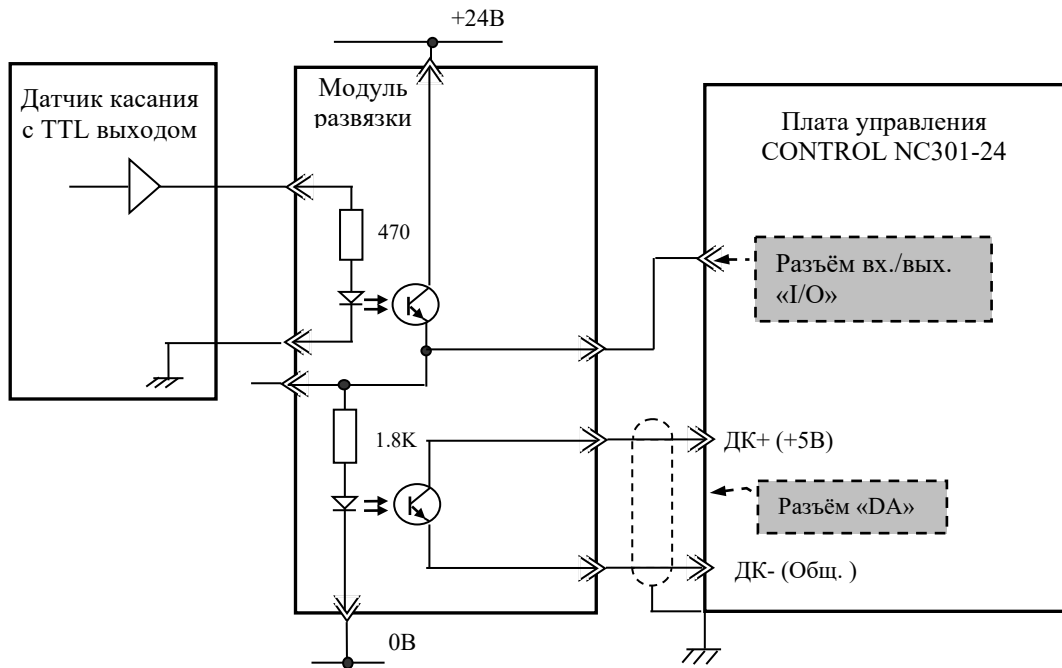 +24В
Датчик касания
с TTL выходом
Модуль
развязки
Плата управления
CONTROL NC301-24
470
Разъём вх./вых.
«I/O»
1.8K
ДК+ (+5В)
Разъём «DA»
ДК- (Общ. )
0В